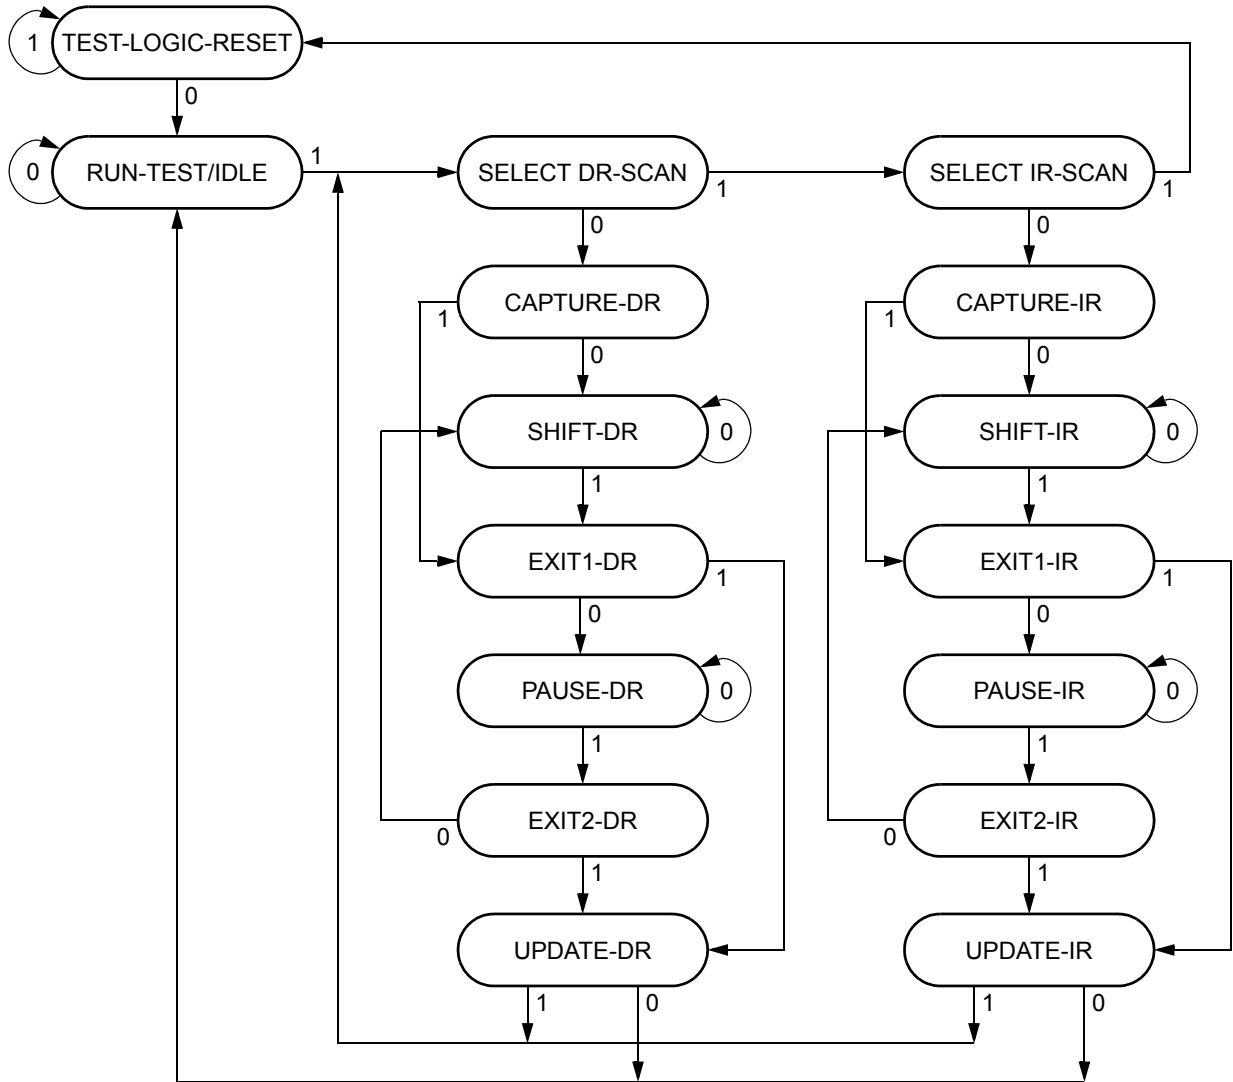 1 TEST-LOGIC-RESET
0
0 RUN-TEST/IDLE 1 SELECT DR-SCAN 1 SELECT IR-SCAN 1
0 0
1 CAPTURE-DR 1 CAPTURE-IR
0 0
SHIFT-DR 0 SHIFT-IR 0
1 1
EXIT1-DR 1 EXIT1-IR 1
0 0
PAUSE-DR 0 PAUSE-IR 0
1 1
0 EXIT2-DR 0 EXIT2-IR
1 1
UPDATE-DR UPDATE-IR
1 0 1 0